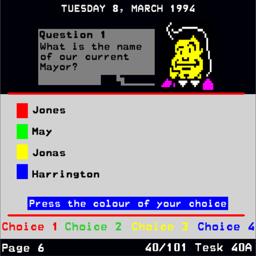 TUESDAY 8, MARCH 1994
Question 1
What is the name
of our current
Mayor?
Jones
May
Jonas
Harrington
Press the colour of your choice
Choice 1 Choice 2 Choice 3 Choice 4
Page 6 40/101 Tesk 40A